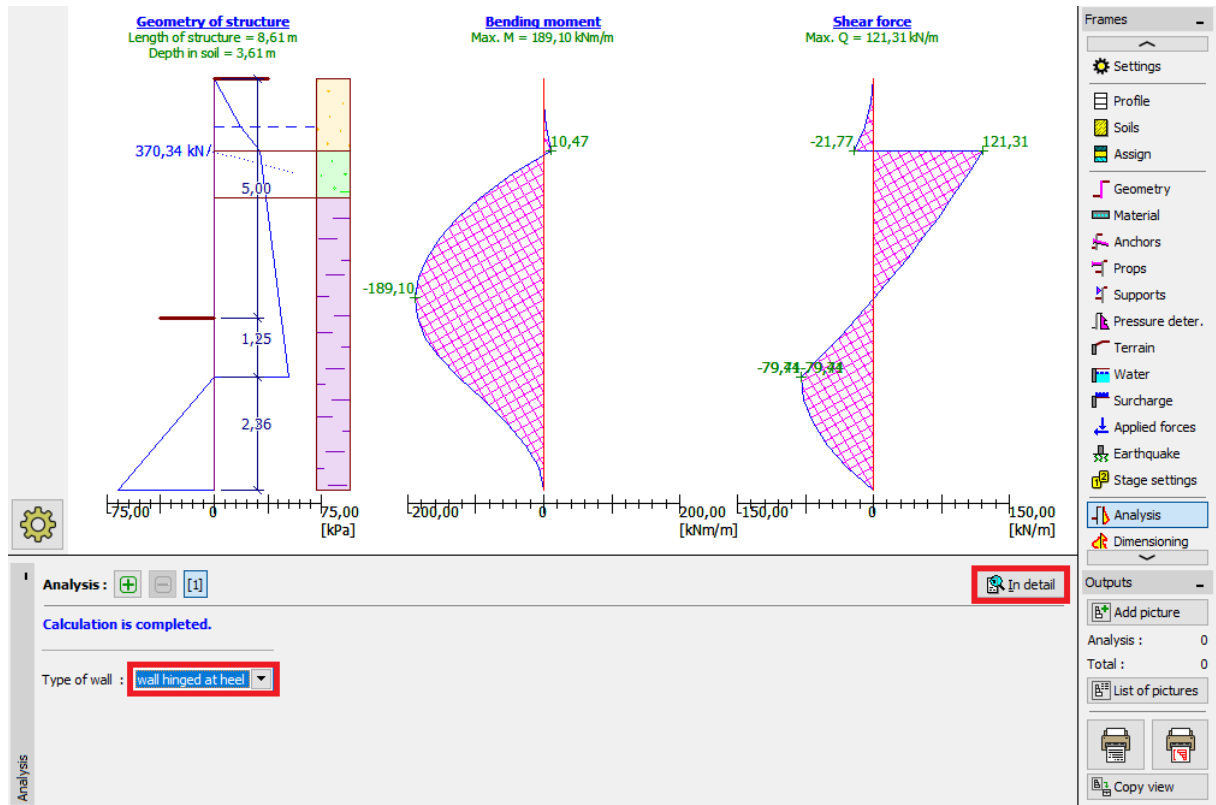 Geometry of structure
Length of structure = 8,61 m
Depth in soil = 3,61 m
370,34 kN
5,00
1,25
2,36
-75,00 0 75,00
[kPa]
Bending moment
Max. M = 189,10 kNm/m
10,47
-189,10
-200,00 0 200,00
[kNm/m]
Shear force
Max. Q = 121,31 kN/m
-21,77 121,31
-150,00 0 150,00
[kN/m]
Frames
Settings
Profile
Soils
Assign
Geometry
Material
Anchors
Props
Supports
Pressure deter.
Terrain
Water
Surcharge
Applied forces
Earthquake
Stage settings
Analysis
Dimensioning
Analysis
Analysis : [1] In detail
Calculation is completed.
Type of wall : wall hinged at heel
Outputs
Add picture
Analysis : 0
Total : 0
List of pictures
Copy view